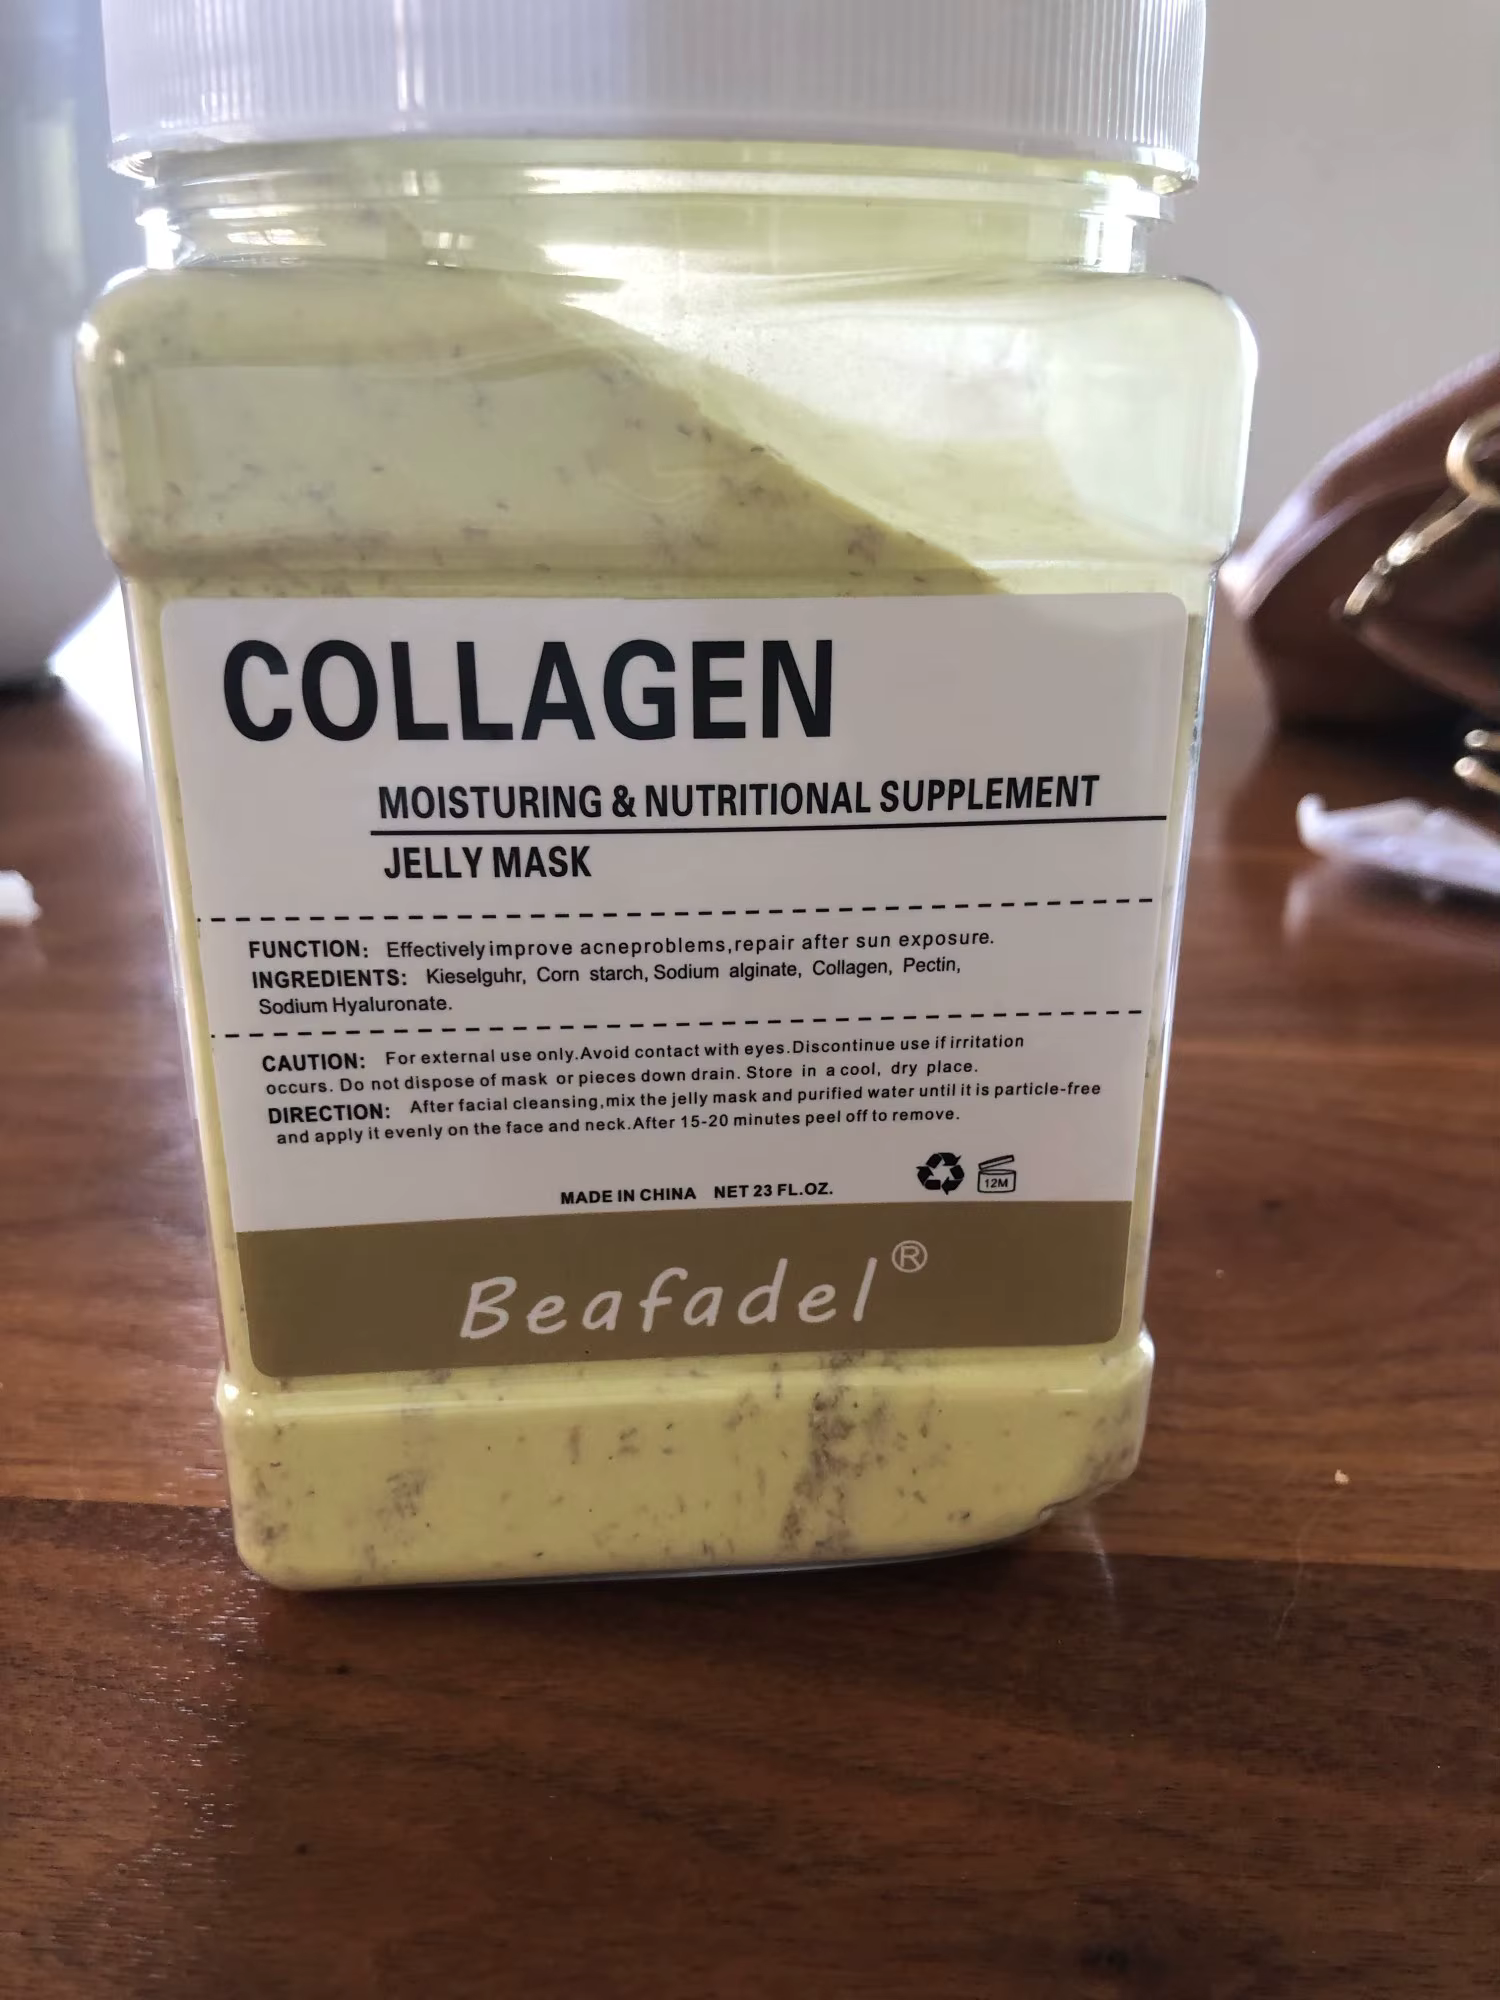 COLLAGEN
MOISTURING & NUTRITIONAL SUPPLEMENT
JELLY MASK
FUNCTION: Effectively improve acneproblems,repair after sun exposure.
INGREDIENTS: Kieselguhr, Corn starch, Sodium alginate, Collagen, Pectin,
Sodium Hyaluronate.
CAUTION: For external use only.Avoid contact with eyes.Discontinue use if irritation
occurs. Do not dispose of mask or pieces down drain. Store in a cool, dry place.
DIRECTION: After facial cleansing,mix the jelly mask and purified water until it is particle-free
and apply it evenly on the face and neck.After 15-20 minutes peel off to remove.
MADE IN CHINA NET 23 FL.OZ. 12M
Beafadel®